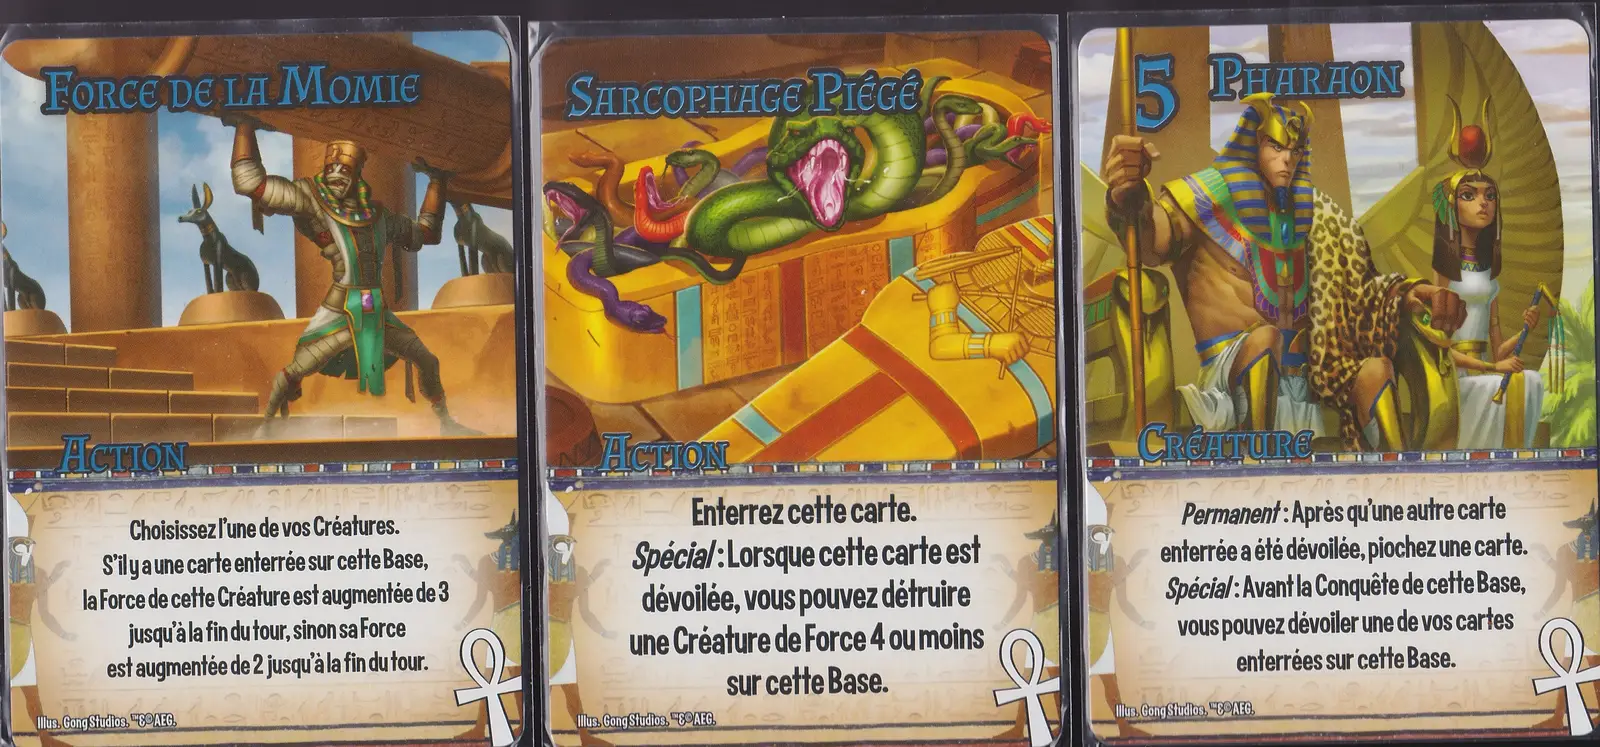 Force de la Momie
Action
Choisissez l'une de vos Créatures.
S'il y a une carte enterrée sur cette Base,
la Force de cette Créature est augmentée de 3
jusqu'à la fin du tour, sinon sa Force
est augmentée de 2 jusqu'à la fin du tour.
Illus. Gong Studios. ™&©AEG.
Sarcophage Piégé
Action
Enterrez cette carte.
Spécial : Lorsque cette carte est
dévoilée, vous pouvez détruire
une Créature de Force 4 ou moins
sur cette Base.
Illus. Gong Studios. ™&©AEG.
5 Pharaon
Créature
Permanent : Après qu'une autre carte
enterrée a été dévoilée, piochez une carte.
Spécial : Avant la Conquête de cette Base,
vous pouvez dévoiler une de vos cartes
enterrées sur cette Base.
Illus. Gong Studios. ™&©AEG.